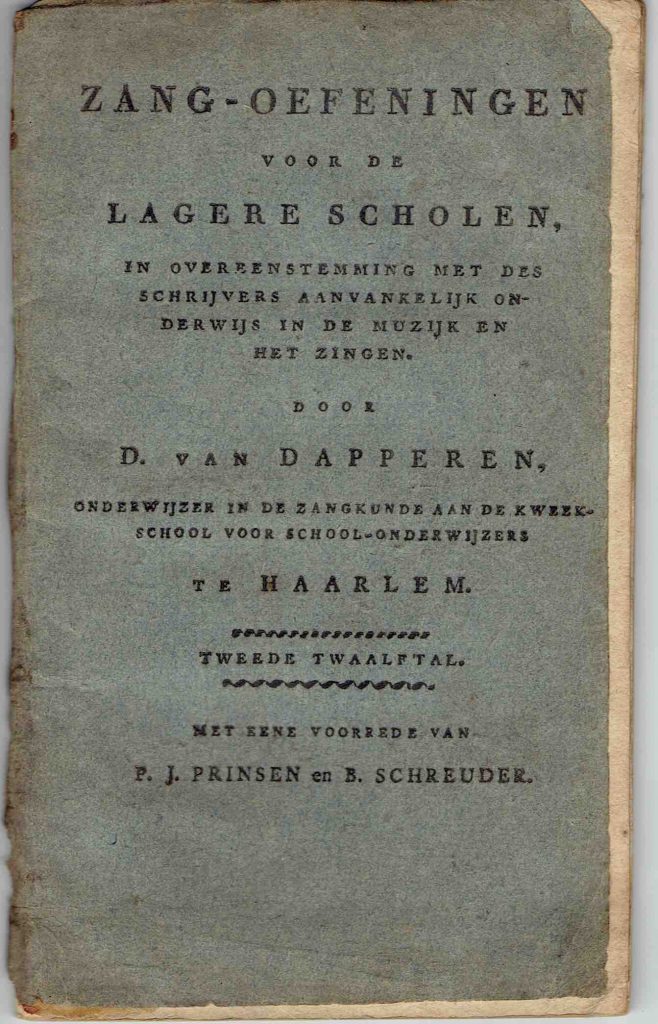 ZANG-OEFENINGEN
VOOR DE
LAGERE SCHOLEN,
IN OVEREENSTEMMING MET DES
SCHRIJVERS AANVANKELIJK ON-
DERWIJS IN DE MUZIJK EN
HET ZINGEN.
DOOR
D. VAN DAPPEREN,
ONDERWIJZER IN DE ZANGKUNDE AAN DE KWEEK-
SCHOOL VOOR SCHOOL-ONDERWIJZERS
TE HAARLEM.
TWEEDE TWAALFTAL.
MET EENE VOORREDE VAN
P. J. PRINSEN en B. SCHREUDER.